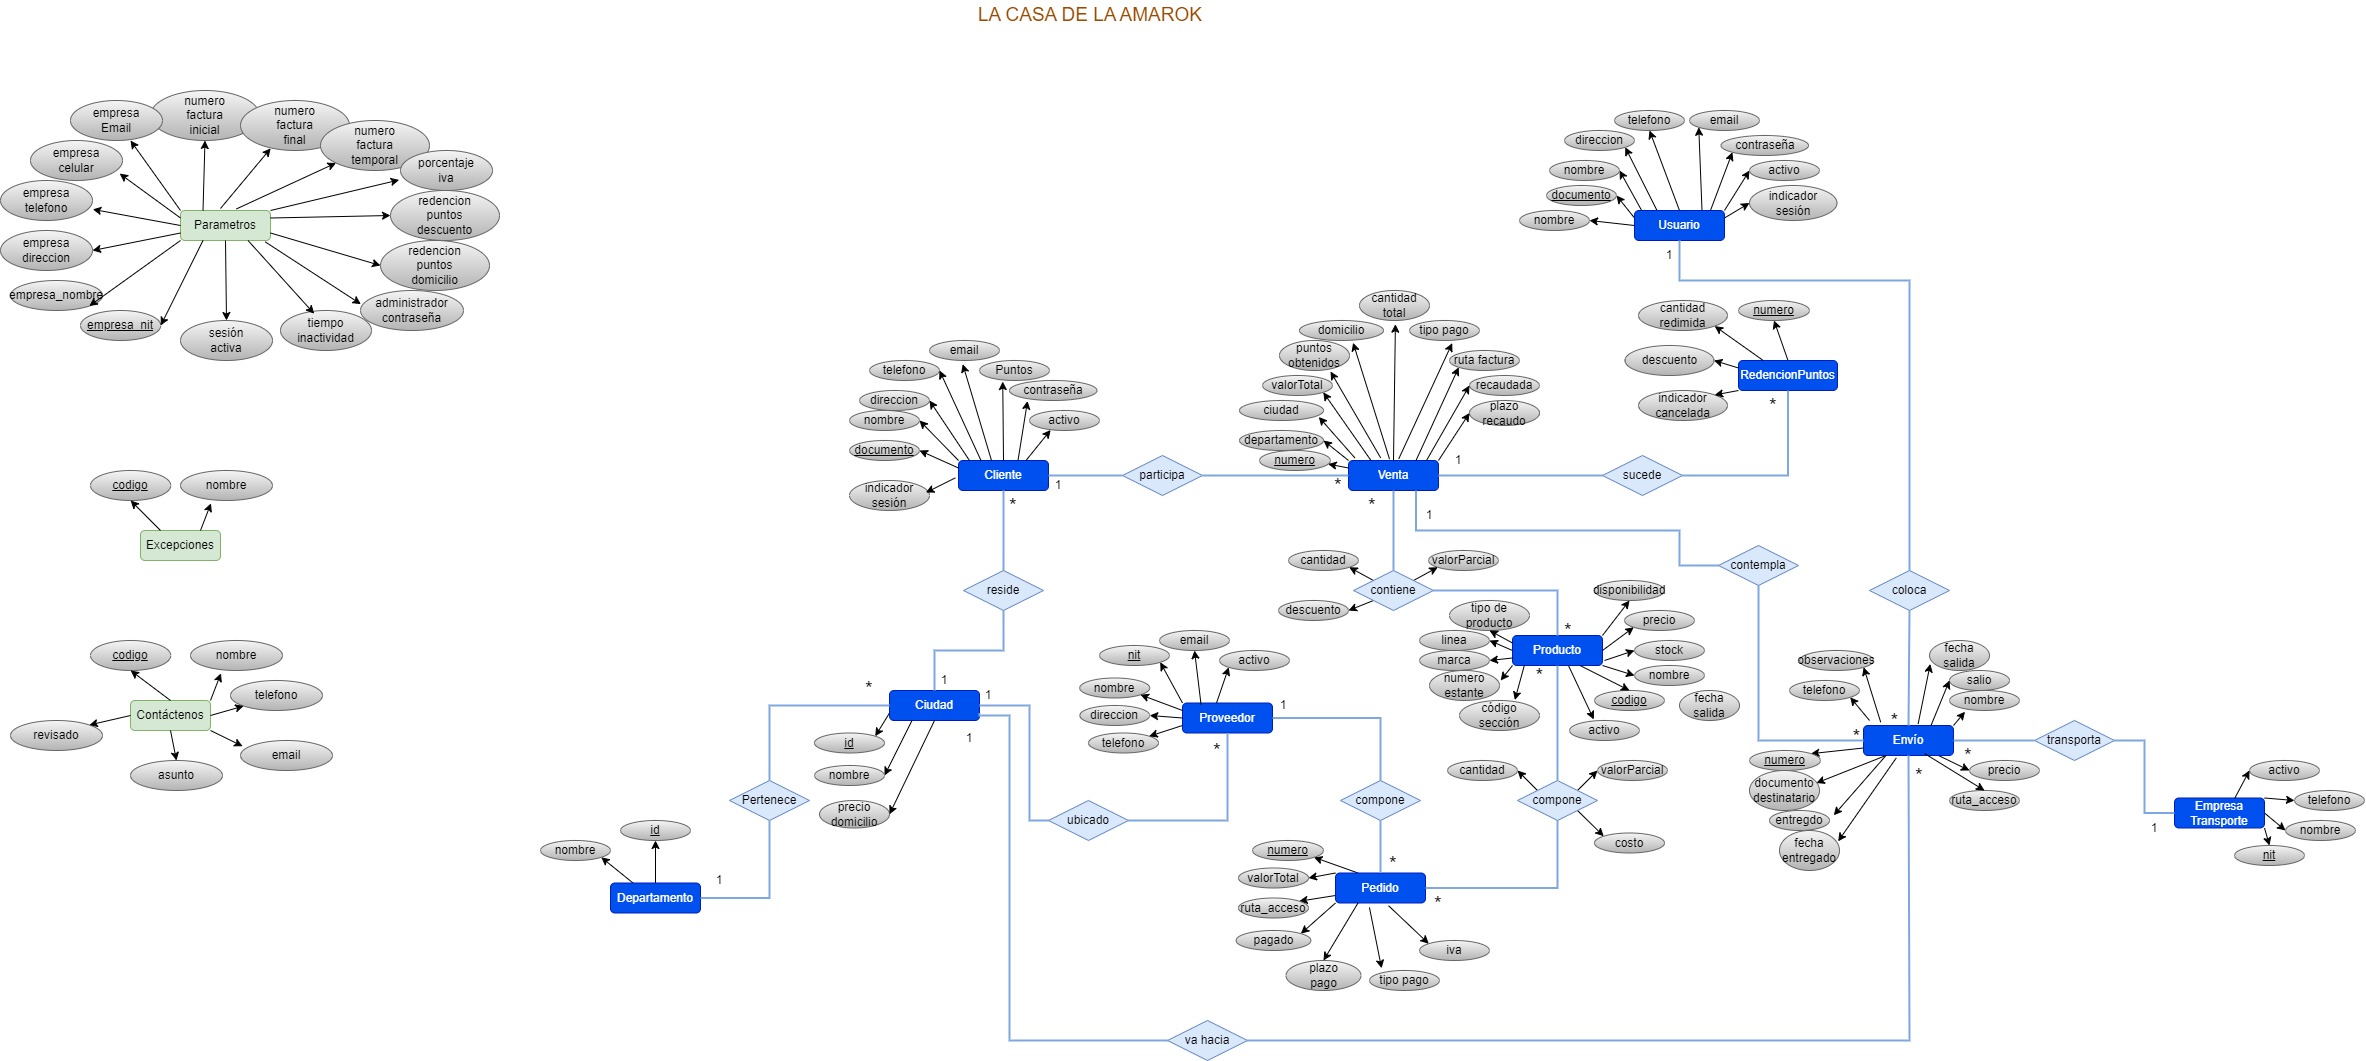 LA CASA DE LA AMAROK
empresa
Email
numero
factura
inicial
numero
factura
final
numero
factura
temporal
porcentaje
iva
empresa
celular
empresa
telefono
redencion
puntos
descuento
Parametros
empresa
direccion
redencion
puntos
domicilio
empresa_nombre
administrador
contraseña
empresa_nit
sesión
activa
tiempo
inactividad
codigo
nombre
Excepciones
codigo
nombre
telefono
Contáctenos
revisado
email
asunto
telefono
email
direccion
contraseña
nombre
activo
documento
indicador
sesión
nombre
Usuario
1
cantidad
redimida
numero
descuento
RedencionPuntos
indicador
cancelada
*
cantidad
total
domicilio
tipo pago
puntos
obtenidos
ruta factura
valorTotal
recaudada
ciudad
plazo
recaudo
departamento
numero
Venta
1
*
*
1
sucede
email
telefono
Puntos
contraseña
direccion
nombre
activo
documento
Cliente
indicador
sesión
1
*
participa
reside
cantidad
valorParcial
contiene
descuento
contempla
coloca
disponibilidad
tipo de
producto
*
precio
linea
Producto
stock
marca
*
nombre
numero
estante
codigo
código
sección
activo
fecha
salida
email
nit
activo
nombre
Proveedor
1
direccion
telefono
*
*
1
Ciudad
1
1
id
nombre
precio
domicilio
Pertenece
ubicado
compone
cantidad
valorParcial
compone
costo
id
nombre
Departamento
1
numero
*
valorTotal
Pedido
*
ruta_acceso
pagado
iva
plazo
pago
tipo pago
observaciones
fecha
salida
telefono
salio
nombre
*
*
Envío
*
*
numero
precio
documento
destinatario
ruta_acceso
entregdo
fecha
entregado
transporta
activo
Empresa
Transporte
telefono
1
nombre
nit
va hacia